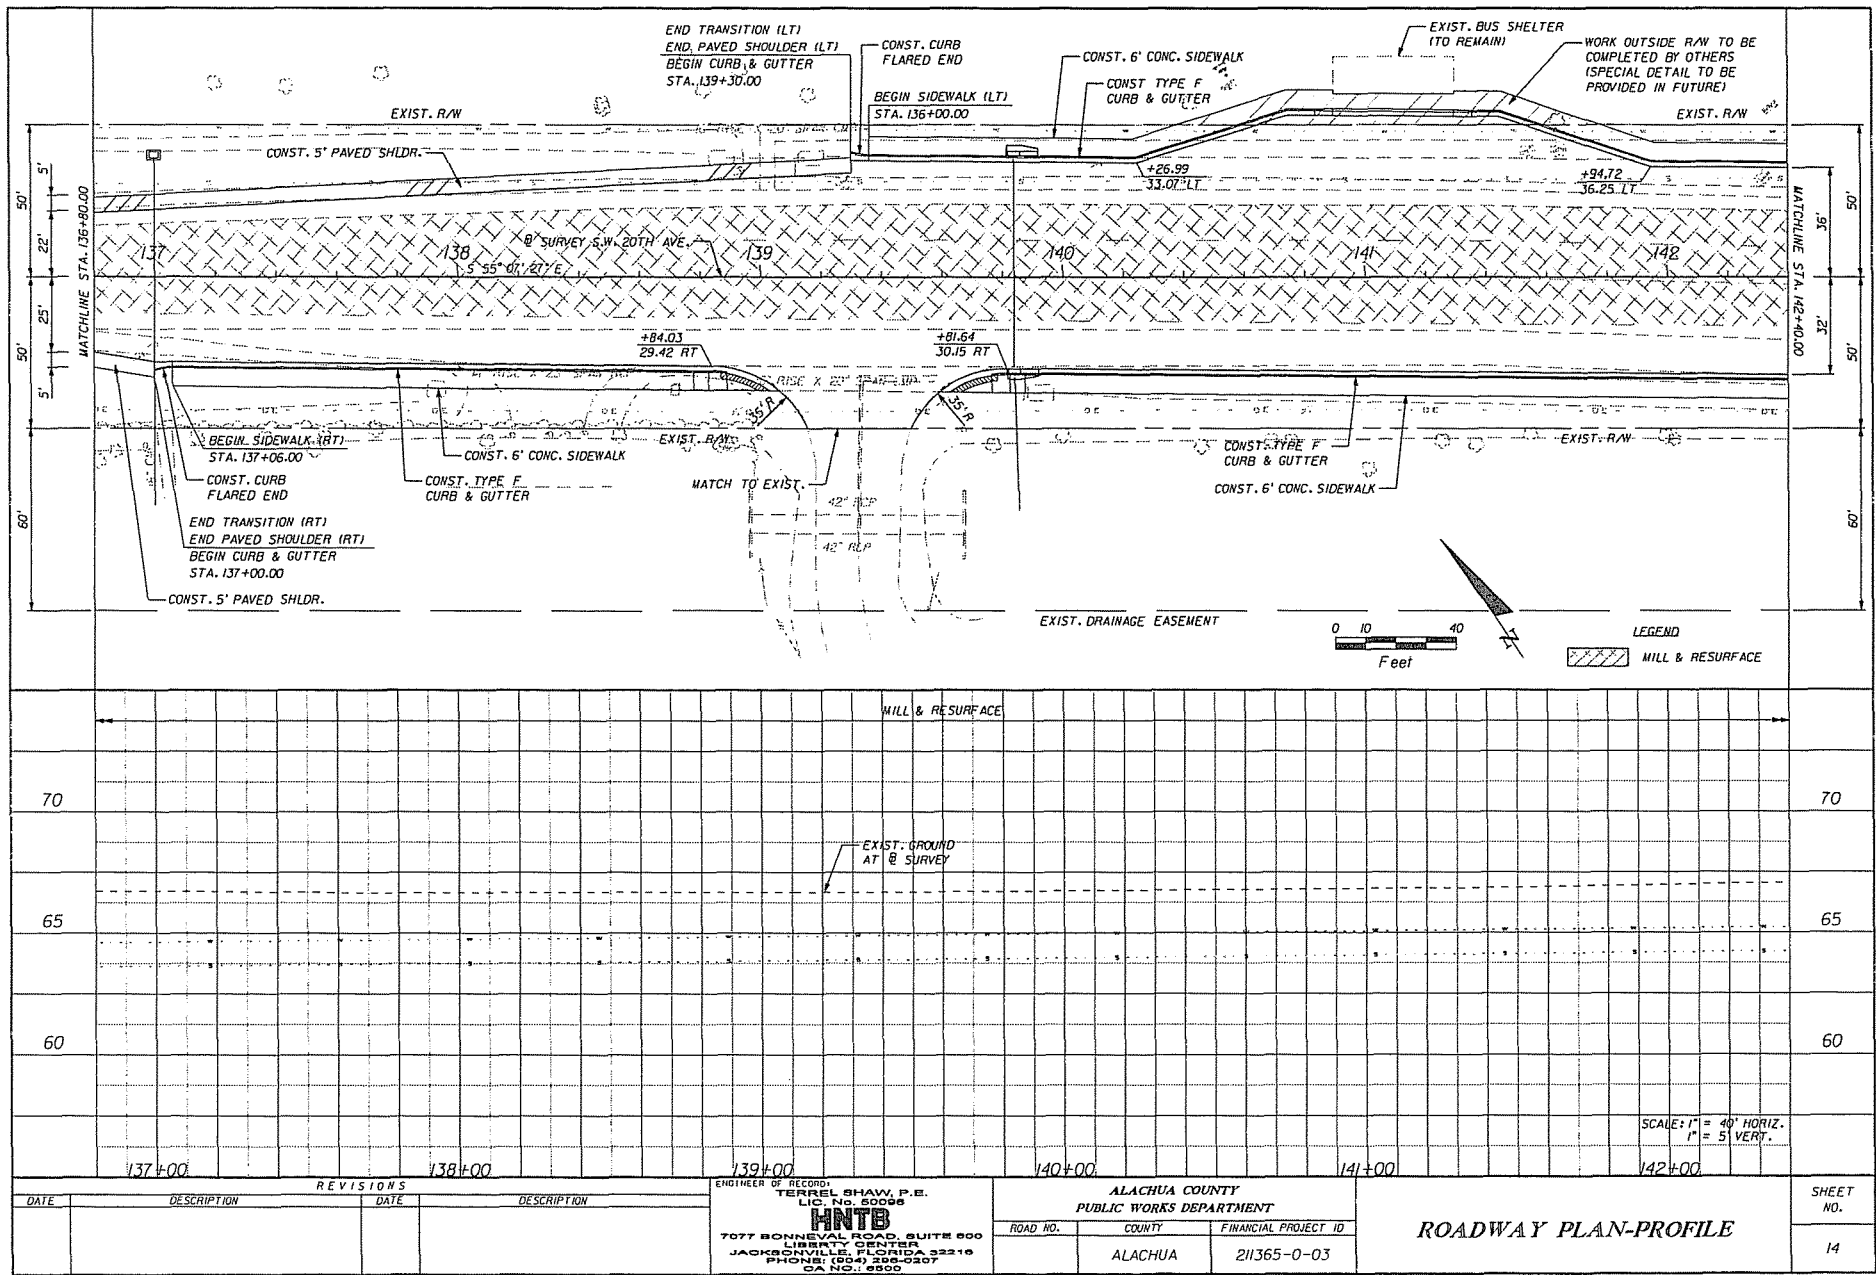 END TRANSITION (LT)
END PAVED SHOULDER (LT)
BEGIN CURB & GUTTER
STA. 139+30.00
CONST. CURB
FLARED END
BEGIN SIDEWALK (LT)
STA. 136+00.00
CONST. 6' CONC. SIDEWALK
CONST TYPE F
CURB & GUTTER
EXIST. BUS SHELTER
(TO REMAIN)
WORK OUTSIDE R/W TO BE
COMPLETED BY OTHERS
(SPECIAL DETAIL TO BE
PROVIDED IN FUTURE)
EXIST. R/W
EXIST. R/W
CONST. 5' PAVED SHLDR.
+26.99
33.07' LT
+94.72
36.25 LT
50'
5'
22'
25'
50'
5'
60'
MATCHLINE STA. 136+80.00
137
138
139
140
141
142
SURVEY S.W. 20TH AVE.
S 55° 07' 27" E
MATCHLINE STA. 142+40.00
36'
50'
32'
50'
60'
+84.03
29.42 RT
+81.64
30.15 RT
35' R
35' R
BEGIN SIDEWALK (RT)
STA. 137+06.00
CONST. 6' CONC. SIDEWALK
EXIST. R/W
EXIST. R/W
CONST. CURB
FLARED END
CONST. TYPE F
CURB & GUTTER
MATCH TO EXIST.
CONST. TYPE F
CURB & GUTTER
CONST. 6' CONC. SIDEWALK
42" RCP
42" RCP
END TRANSITION (RT)
END PAVED SHOULDER (RT)
BEGIN CURB & GUTTER
STA. 137+00.00
CONST. 5' PAVED SHLDR.
EXIST. DRAINAGE EASEMENT
0 10 40
Feet
N
LEGEND
MILL & RESURFACE
MILL & RESURFACE
70
70
EXIST. GROUND
AT SURVEY
65
65
60
60
SCALE: 1" = 40' HORIZ.
1" = 5' VERT.
137+00
138+00
139+00
140+00
141+00
142+00
REVISIONS
DATE DESCRIPTION DATE DESCRIPTION
ENGINEER OF RECORD:
TERREL SHAW, P.E.
LIC. No. 50096
HNTB
7077 BONNEVAL ROAD, SUITE 600
LIBERTY CENTER
JACKSONVILLE, FLORIDA 32216
PHONE: (904) 296-0207
CA NO.: 6500
ALACHUA COUNTY
PUBLIC WORKS DEPARTMENT
ROAD NO. COUNTY FINANCIAL PROJECT ID
ALACHUA 211365-0-03
ROADWAY PLAN-PROFILE
SHEET
NO.
14